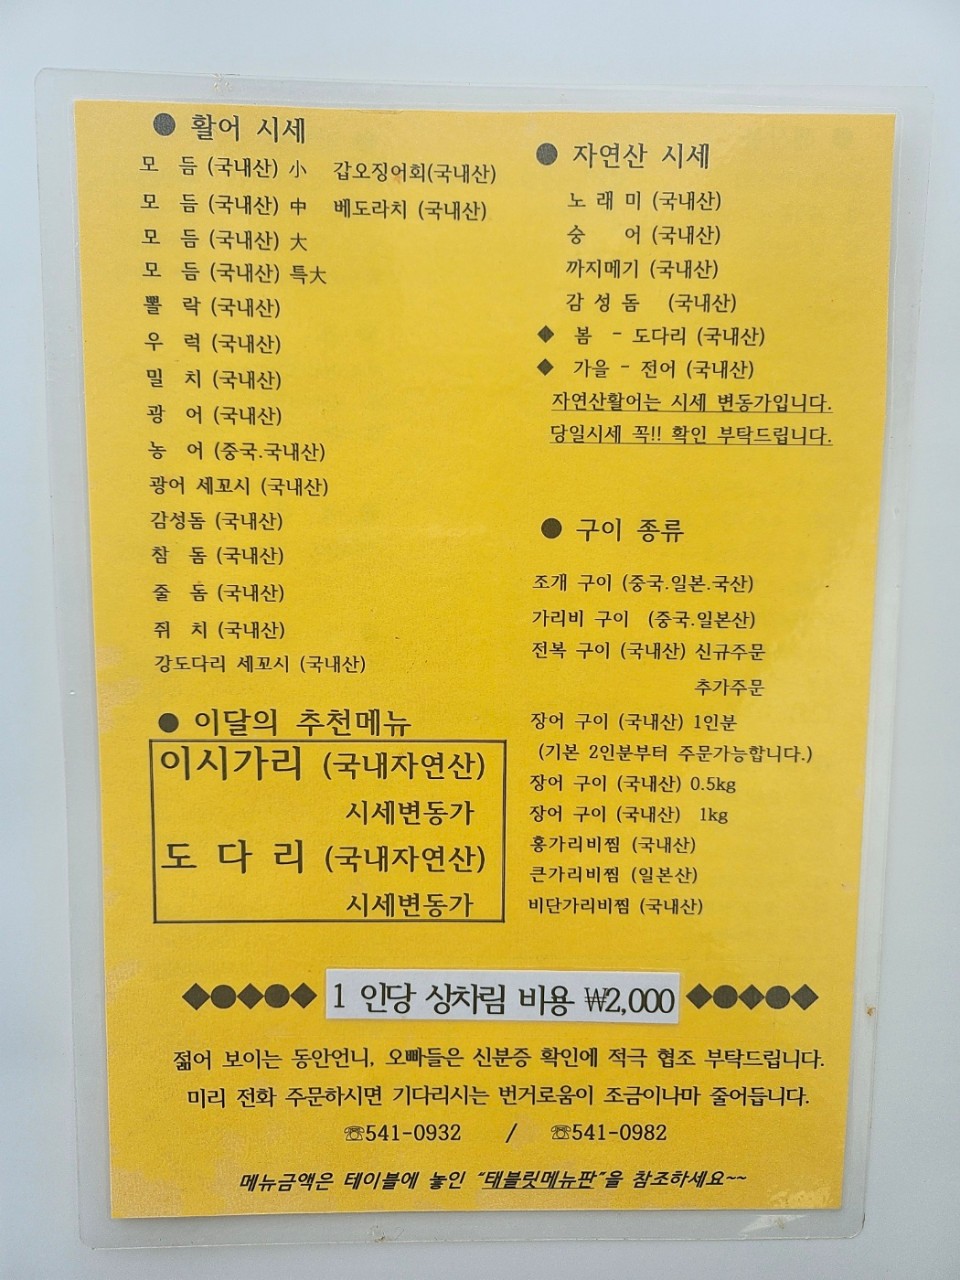 ● 활어 시세
모 듬 (국내산) 小
모 듬 (국내산) 中
모 듬 (국내산) 大
모 듬 (국내산) 특大
뽈 락 (국내산)
우 럭 (국내산)
밀 치 (국내산)
광 어 (국내산)
농 어 (중국.국내산)
광어 세꼬시 (국내산)
감성돔 (국내산)
참 돔 (국내산)
줄 돔 (국내산)
쥐 치 (국내산)
강도다리 세꼬시 (국내산)
갑오징어회(국내산)
베도라치 (국내산)
● 이달의 추천메뉴
이시가리 (국내자연산)
시세변동가
도 다 리 (국내자연산)
시세변동가
● 자연산 시세
노 래 미 (국내산)
숭 어 (국내산)
까지메기 (국내산)
감 성 돔 (국내산)
◆ 봄 - 도다리 (국내산)
◆ 가을 - 전어 (국내산)
자연산활어는 시세 변동가입니다.
당일시세 꼭!! 확인 부탁드립니다.
● 구이 종류
조개 구이 (중국.일본.국산)
가리비 구이 (중국.일본산)
전복 구이 (국내산) 신규주문
추가주문
장어 구이 (국내산) 1인분
(기본 2인분부터 주문가능합니다.)
장어 구이 (국내산) 0.5kg
장어 구이 (국내산) 1kg
홍가리비찜 (국내산)
큰가리비찜 (일본산)
비단가리비찜 (국내산)
◆●◆●◆ 1 인당 상차림 비용 ₩2,000 ◆●◆●◆
젊어 보이는 동안언니, 오빠들은 신분증 확인에 적극 협조 부탁드립니다.
미리 전화 주문하시면 기다리시는 번거로움이 조금이나마 줄어듭니다.
☏541-0932 / ☏541-0982
메뉴금액은 테이블에 놓인 “태블릿메뉴판”을 참조하세요~~